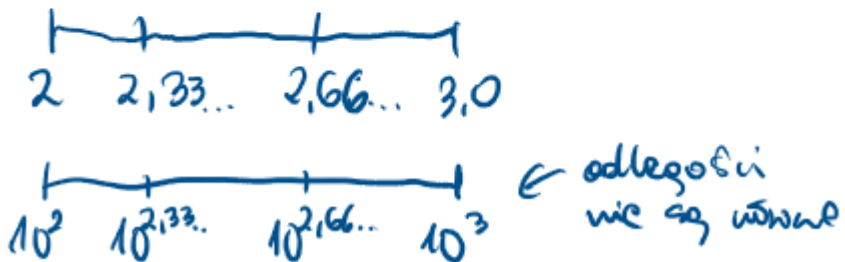 2 2,33... 2,66... 3,0
10² 10^2,33.. 10^2,66.. 10³ ← odległości
nie są równe